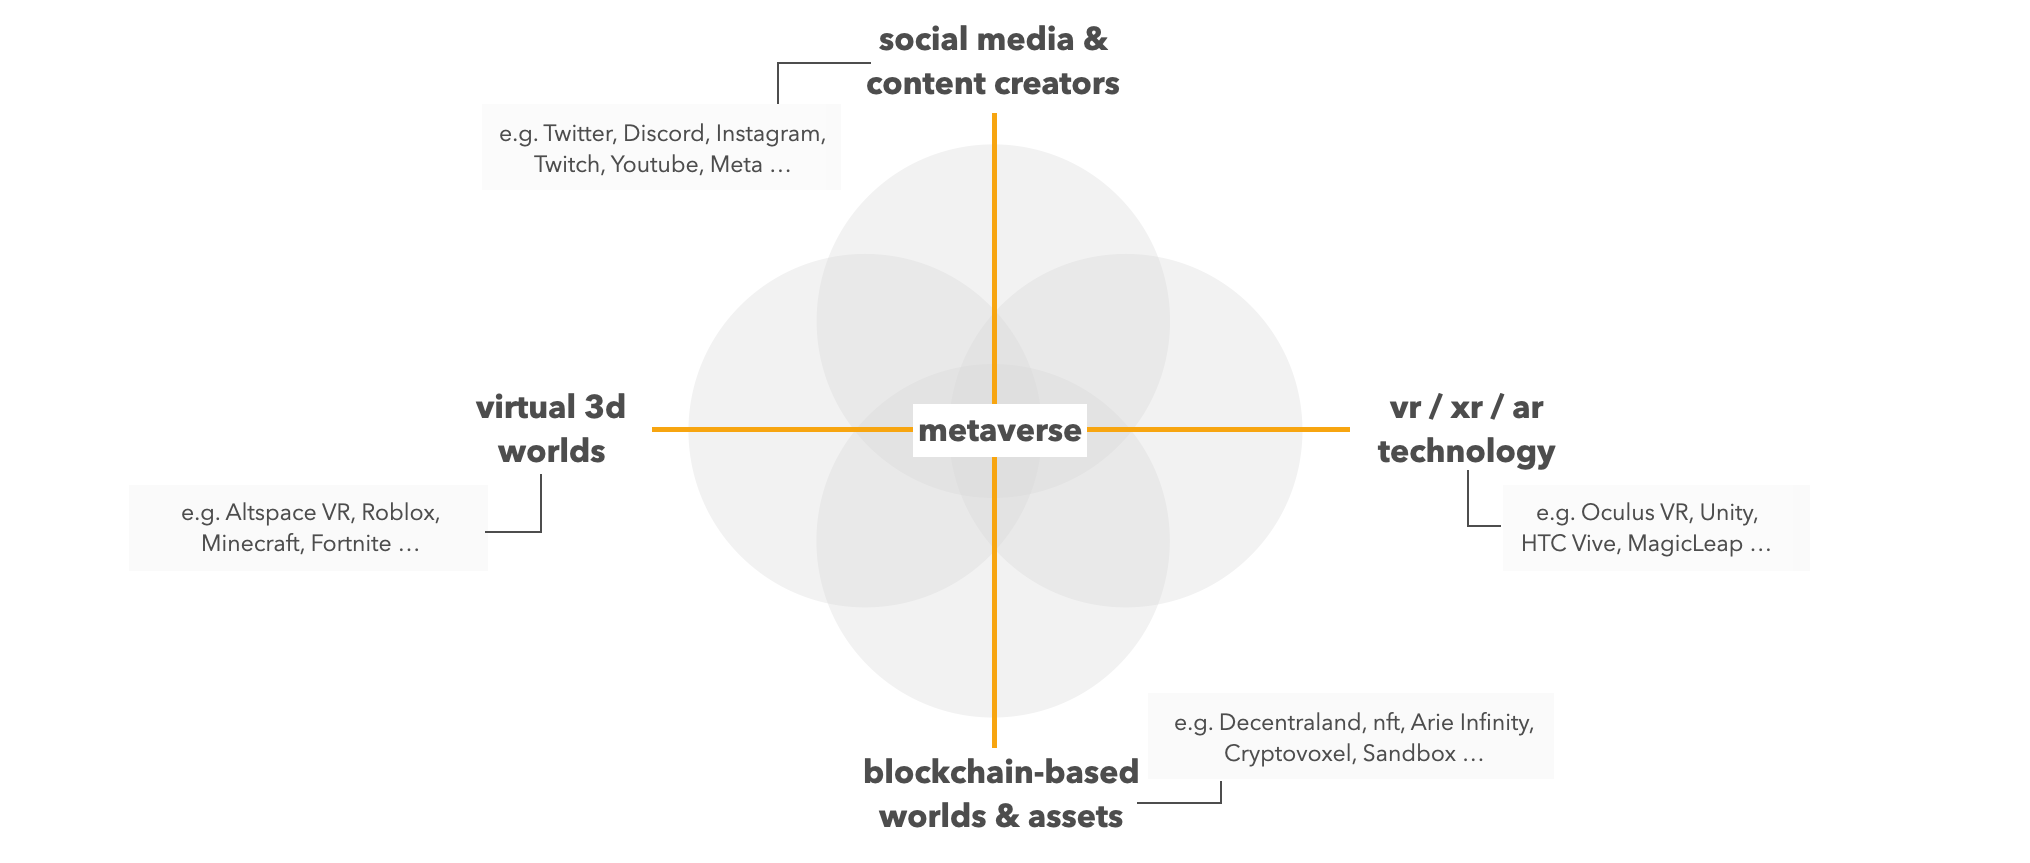 social media &
content creators
e.g. Twitter, Discord, Instagram,
Twitch, Youtube, Meta …
virtual 3d
worlds
e.g. Altspace VR, Roblox,
Minecraft, Fortnite …
metaverse
vr / xr / ar
technology
e.g. Oculus VR, Unity,
HTC Vive, MagicLeap …
e.g. Decentraland, nft, Arie Infinity,
Cryptovoxel, Sandbox …
blockchain-based
worlds & assets